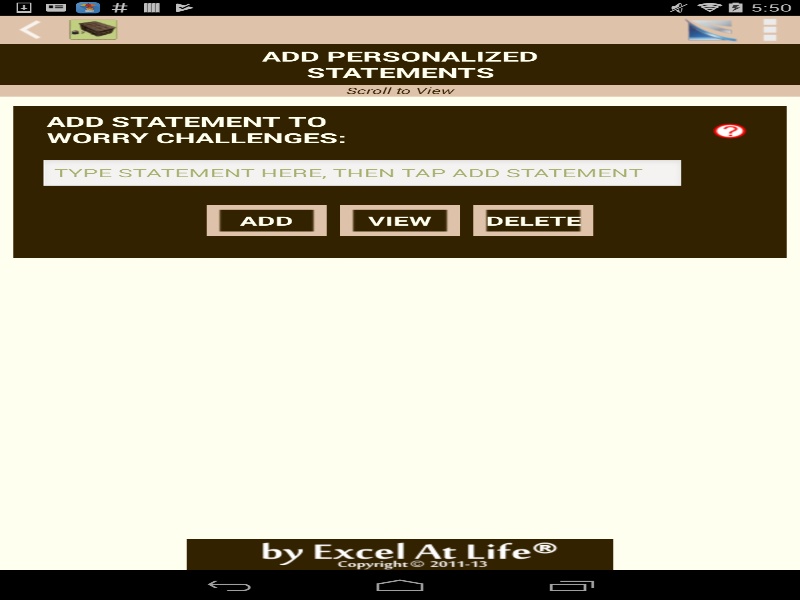 5:50
ADD PERSONALIZED
STATEMENTS
Scroll to View
ADD STATEMENT TO
WORRY CHALLENGES:
?
TYPE STATEMENT HERE, THEN TAP ADD STATEMENT
ADD VIEW DELETE
by Excel At Life®
Copyright© 2011-13